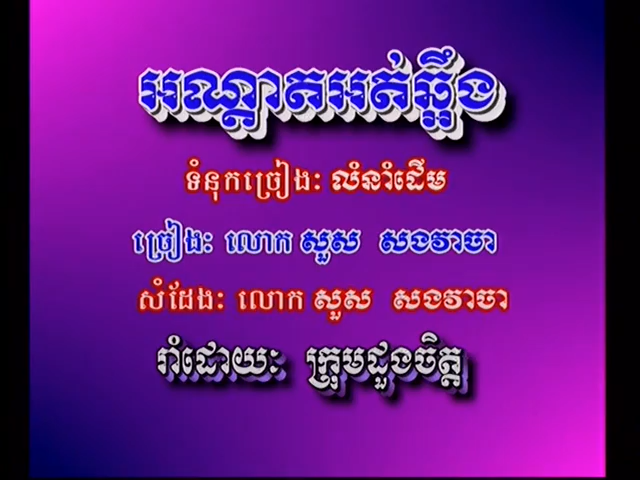 អណ្ដាតអត់ឆ្អឹង
ទំនុកច្រៀង: លំនាំដើម
ច្រៀង: លោក សួស សងវាចា
សំដែង: លោក សួស សងវាចា
រាំដោយ: ក្រុមដួងចិត្ត